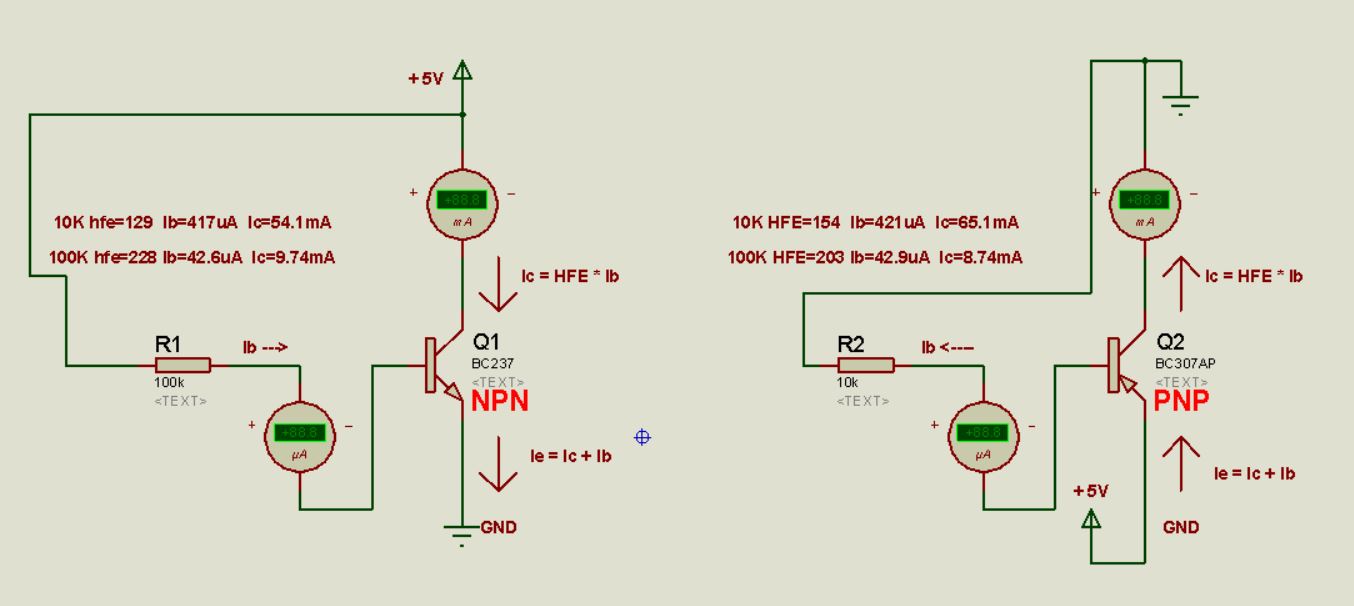 +5V
+ −
+88.8
mA
10K hfe=129 Ib=417uA Ic=54.1mA
100K hfe=228 Ib=42.6uA Ic=9.74mA
Ic = HFE * Ib
R1
100k
<TEXT>
Ib --->
Q1
BC237
<TEXT>
NPN
+ −
+88.8
µA
Ie = Ic + Ib
GND
+ −
+88.8
mA
10K HFE=154 Ib=421uA Ic=65.1mA
100K HFE=203 Ib=42.9uA Ic=8.74mA
Ic = HFE * Ib
R2
10k
<TEXT>
Ib <----
Q2
BC307AP
<TEXT>
PNP
+ −
+88.8
µA
Ie = Ic + Ib
+5V
GND